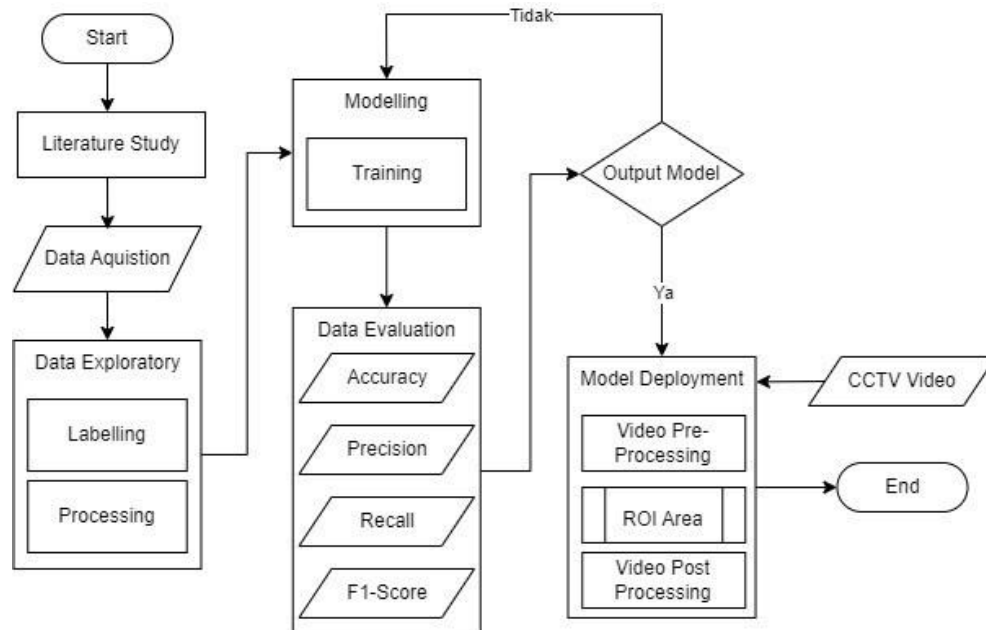 Start
Literature Study
Data Aquistion
Data Exploratory
Labelling
Processing
Modelling
Training
Data Evaluation
Accuracy
Precision
Recall
F1-Score
Tidak
Output Model
Ya
Model Deployment
Video Pre-
Processing
ROI Area
Video Post
Processing
CCTV Video
End